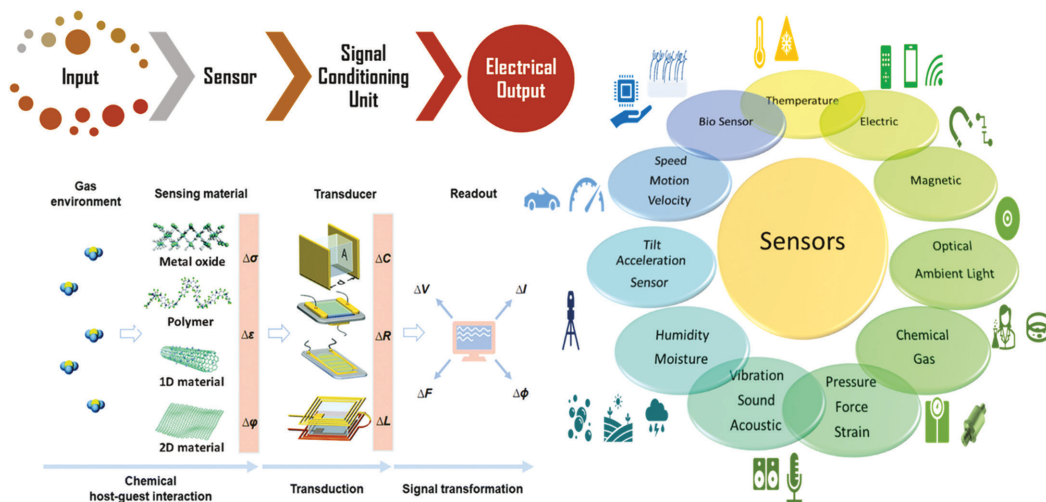 Input
Sensor
Signal
Conditioning
Unit
Electrical
Output
Gas
environment
Sensing material
Transducer
Readout
Metal oxide
Polymer
1D material
2D material
Δσ
Δε
Δφ
A
ΔC
ΔR
ΔL
ΔV
ΔI
ΔF
Δϕ
Chemical
host-guest interaction
Transduction
Signal transformation
Sensors
Themperature
Electric
Magnetic
Optical
Ambient Light
Chemical
Gas
Pressure
Force
Strain
Vibration
Sound
Acoustic
Humidity
Moisture
Tilt
Acceleration
Sensor
Speed
Motion
Velocity
Bio Sensor